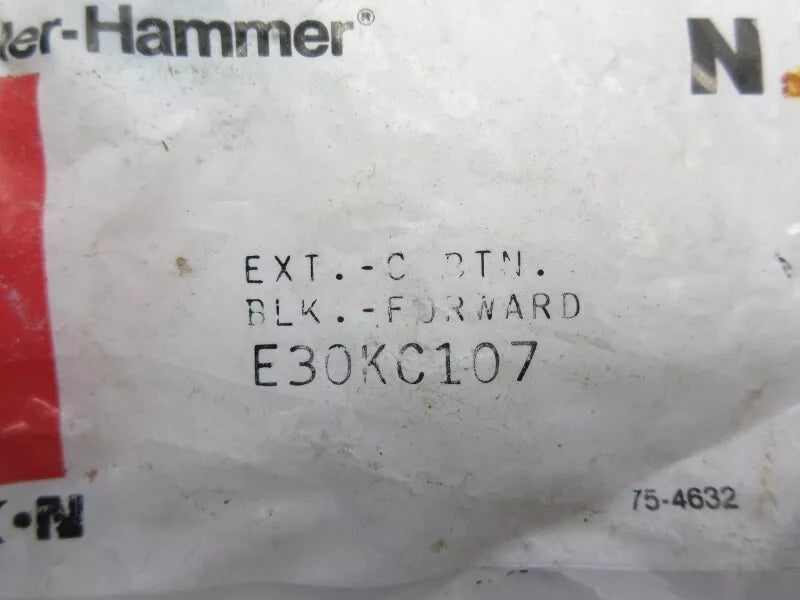 ler-Hammer®
N
EXT.-C BTN.
BLK.-FORWARD
E30KC107
75-4632
•N